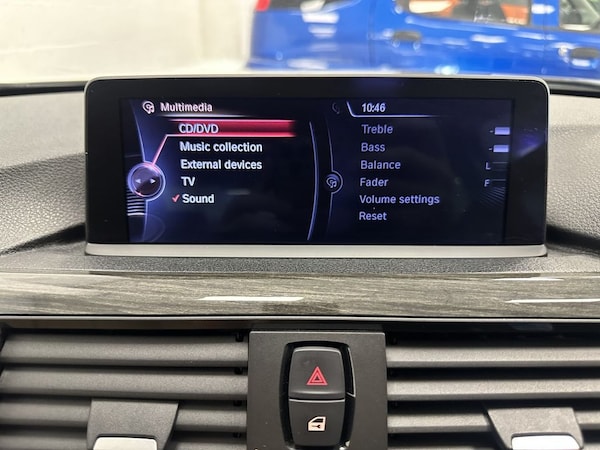 Multimedia
CD/DVD
Music collection
External devices
TV
Sound
10:46
Treble
Bass
Balance L
Fader F
Volume settings
Reset